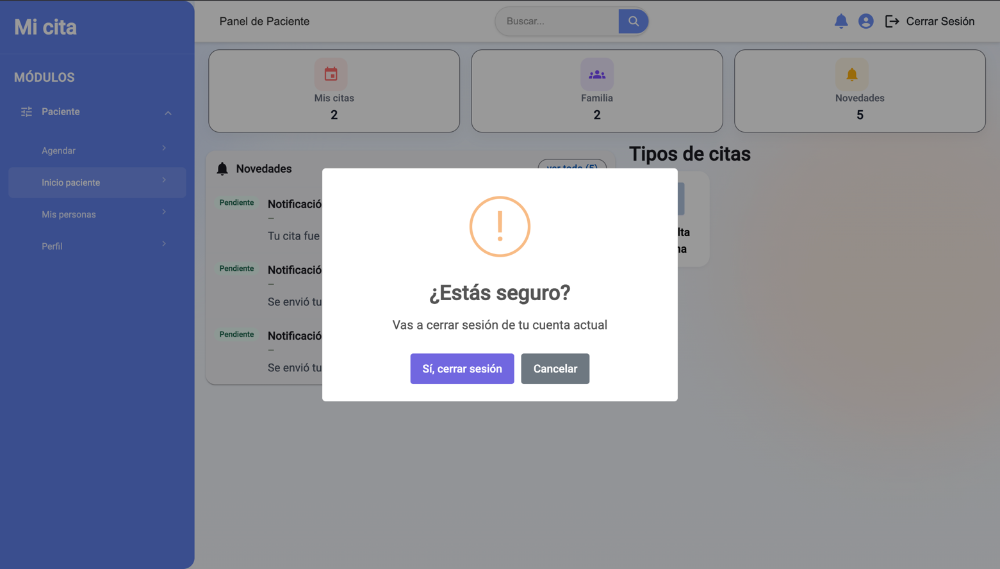 Mi cita
Panel de Paciente
Buscar...
Cerrar Sesión
MÓDULOS
Paciente
Agendar
Inicio paciente
Mis personas
Perfil
Mis citas
2
Familia
2
Novedades
5
Novedades
ver todo (5)
Pendiente
Notificació
–
Tu cita fue
Pendiente
Notificació
–
Se envió tu
Pendiente
Notificació
–
Se envió tu
Tipos de citas
lta
na
¿Estás seguro?
Vas a cerrar sesión de tu cuenta actual
Sí, cerrar sesión
Cancelar